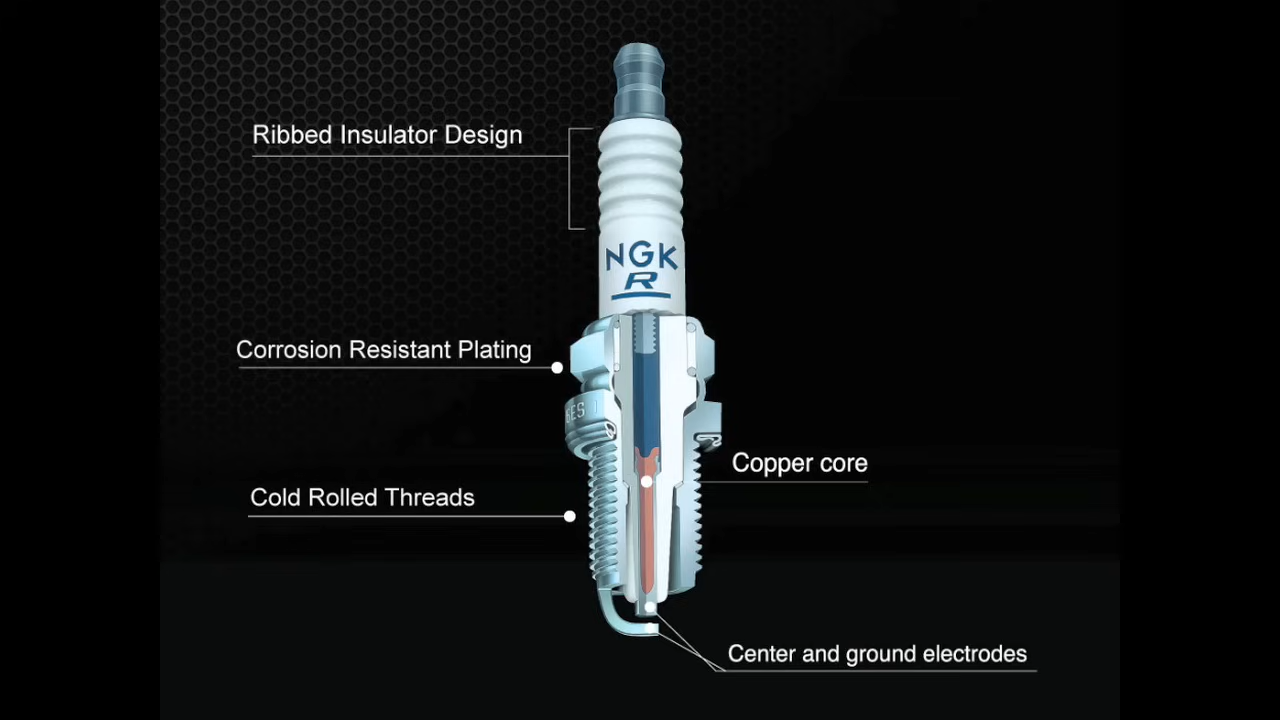 Ribbed Insulator Design
NGK
R
Corrosion Resistant Plating
Copper core
Cold Rolled Threads
Center and ground electrodes